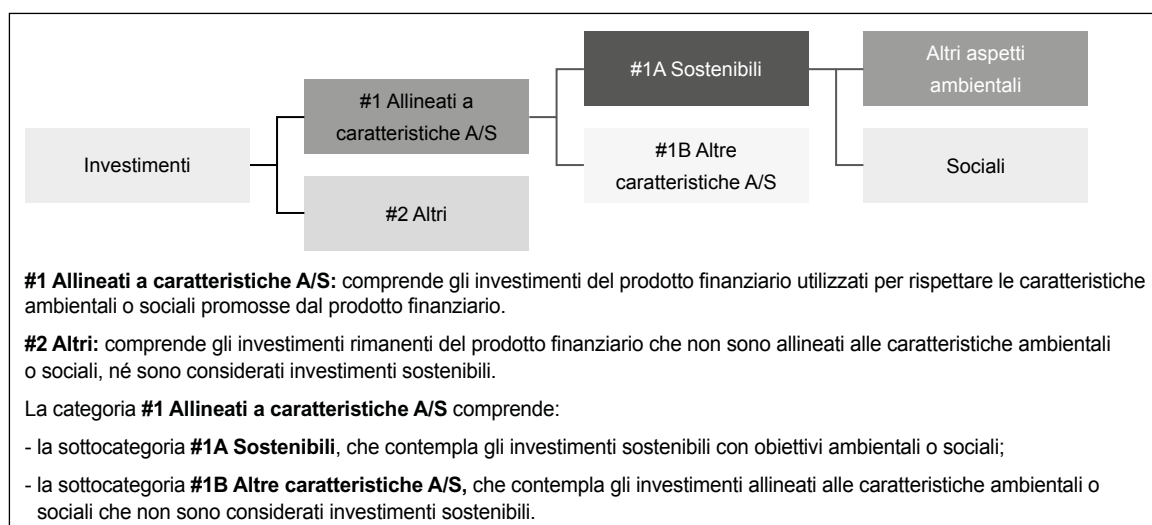 Investimenti
#1 Allineati a
caratteristiche A/S
#2 Altri
#1A Sostenibili
#1B Altre
caratteristiche A/S
Altri aspetti
ambientali
Sociali
#1 Allineati a caratteristiche A/S: comprende gli investimenti del prodotto finanziario utilizzati per rispettare le caratteristiche
ambientali o sociali promosse dal prodotto finanziario.
#2 Altri: comprende gli investimenti rimanenti del prodotto finanziario che non sono allineati alle caratteristiche ambientali
o sociali, né sono considerati investimenti sostenibili.
La categoria #1 Allineati a caratteristiche A/S comprende:
- la sottocategoria #1A Sostenibili, che contempla gli investimenti sostenibili con obiettivi ambientali o sociali;
- la sottocategoria #1B Altre caratteristiche A/S, che contempla gli investimenti allineati alle caratteristiche ambientali o
sociali che non sono considerati investimenti sostenibili.